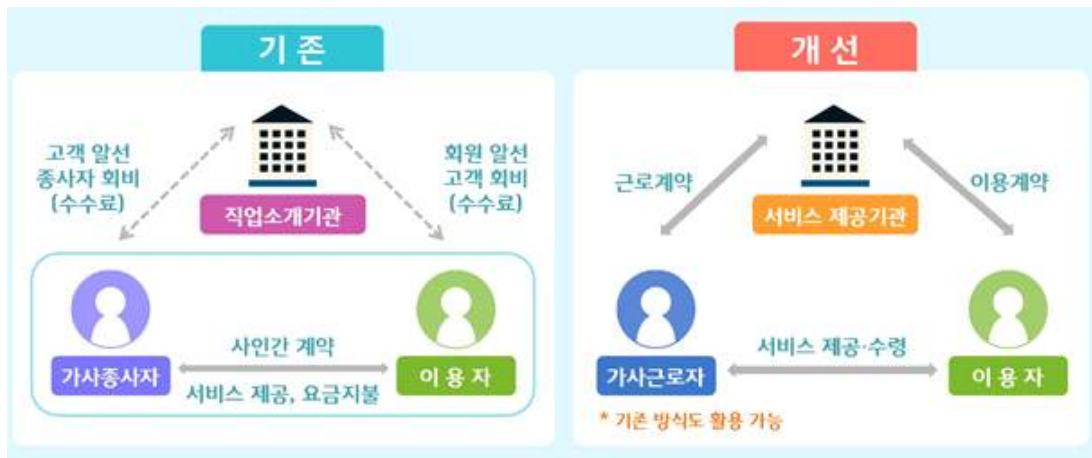 기 존
고객 알선
종사자 회비
(수수료)
회원 알선
고객 회비
(수수료)
직업소개기관
가사종사자
사인간 계약
서비스 제공, 요금지불
이 용 자
개 선
근로계약
이용계약
서비스 제공기관
가사근로자
서비스 제공·수령
이 용 자
* 기존 방식도 활용 가능